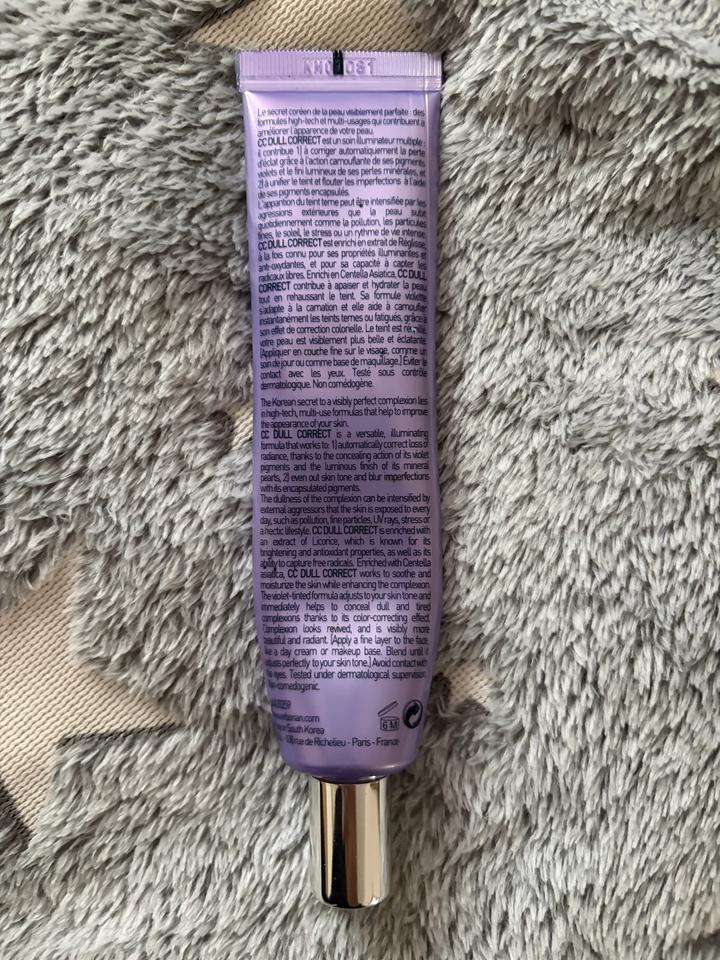 Le secret coréen de la peau visiblement parfaite : des
formules high-tech et multi-usages qui contribuent à
améliorer l'apparence de votre peau.
CC DULL CORRECT est un soin illuminateur multiple :
il contribue 1) à corriger automatiquement la perte
d'éclat grâce à l'action camouflante de ses pigments
violets et le fini lumineux de ses perles minérales, et
2) à unifier le teint et flouter les imperfections à l'aide
de ses pigments encapsulés.
L'apparition du teint terne peut être intensifiée par les
agressions extérieures que la peau subit
quotidiennement comme la pollution, les particules
fines, le soleil, le stress ou un rythme de vie intense.
CC DULL CORRECT est enrichi en extrait de Réglisse,
à la fois connu pour ses propriétés illuminantes et
anti-oxydantes, et pour sa capacité à capter les
radicaux libres. Enrichi en Centella Asiatica, CC DULL
CORRECT contribue à apaiser et hydrater la peau
tout en rehaussant le teint. Sa formule violette
s'adapte à la carnation et elle aide à camoufler
instantanément les teints ternes ou fatigués, grâce à
son effet de correction colorielle. Le teint est réveillé,
votre peau est visiblement plus belle et éclatante.
[Appliquer en couche fine sur le visage, comme un
soin de jour ou comme base de maquillage.] Eviter le
contact avec les yeux. Testé sous contrôle
dermatologique. Non comédogène.
The Korean secret to a visibly perfect complexion lies
in high-tech, multi-use formulas that help to improve
the appearance of your skin.
CC DULL CORRECT is a versatile, illuminating
formula that works to: 1) automatically correct loss of
radiance, thanks to the concealing action of its violet
pigments and the luminous finish of its mineral
pearls, 2) even out skin tone and blur imperfections
with its encapsulated pigments.
The dullness of the complexion can be intensified by
external aggressors that the skin is exposed to every
day, such as pollution, fine particles, UV rays, stress or
a hectic lifestyle. CC DULL CORRECT is enriched with
an extract of Licorice, which is known for its
brightening and antioxidant properties, as well as its
ability to capture free radicals. Enriched with Centella
asiatica, CC DULL CORRECT works to soothe and
moisturize the skin while enhancing the complexion.
The violet-tinted formula adjusts to your skin tone and
immediately helps to conceal dull and tired
complexions thanks to its color-correcting effect.
Complexion looks revived, and is visibly more
beautiful and radiant. [Apply a fine layer to the face,
like a day cream or makeup base. Blend until it
adjusts perfectly to your skin tone.] Avoid contact with
the eyes. Tested under dermatological supervision.
Non-comedogenic.
in South Korea
rue de Richelieu - Paris - France
6 M